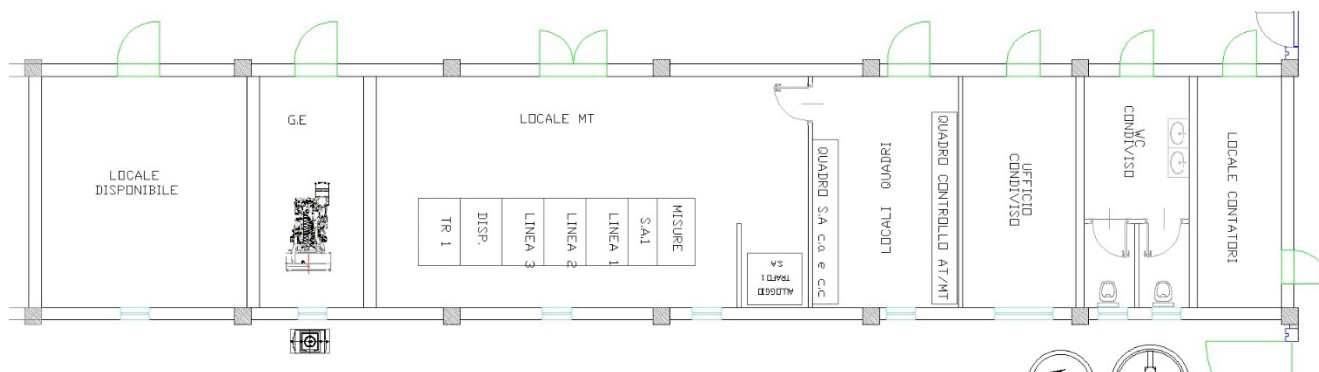 LOCALE
DISPONIBILE
G.E
LOCALE MT
TR 1
DISP.
LINEA 3
LINEA 2
LINEA 1
S.A.1
MISURE
ALLOGGIO
TRAFO 1
S.A
QUADRO S.A c.a e c.c
LOCALI QUADRI
QUADRO CONTROLLO AT/MT
UFFICIO
CONDIVISO
WC
CONDIVISO
LOCALE CONTATORI